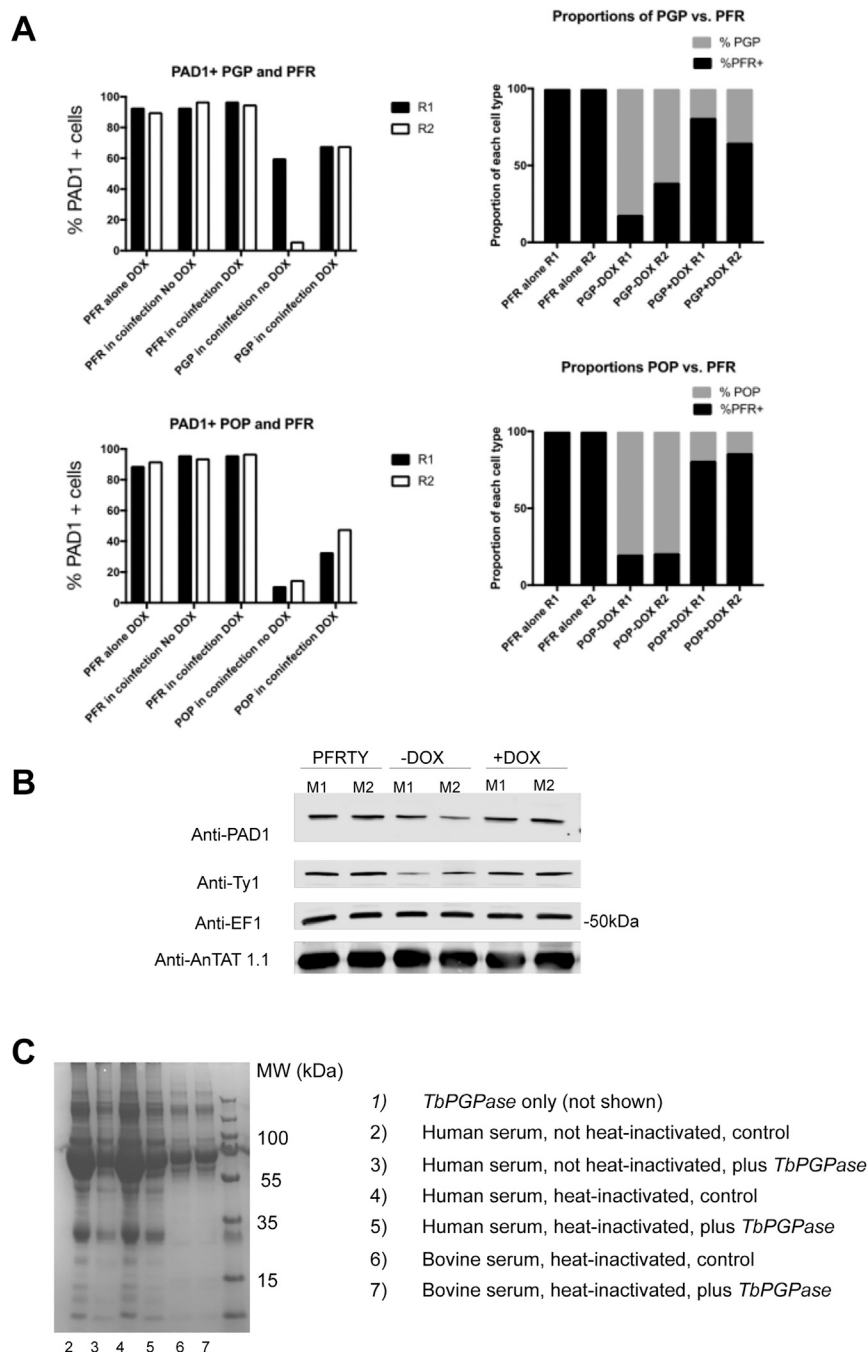 A
PAD1+ PGP and PFR
R1
R2
% PAD1 + cells
100
80
60
40
20
0
PFR alone DOX
PFR in coinfection No DOX
PFR in coinfection DOX
PGP in coninfection no DOX
PGP in coninfection DOX
Proportions of PGP vs. PFR
% PGP
%PFR+
Proportion of each cell type
100
50
0
PFR alone R1
PFR alone R2
PGP-DOX R1
PGP-DOX R2
PGP+DOX R1
PGP+DOX R2
PAD1+ POP and PFR
R1
R2
% PAD1 + cells
100
80
60
40
20
0
PFR alone DOX
PFR in coinfection No DOX
PFR in coinfection DOX
POP in coninfection no DOX
POP in coninfection DOX
Proportions POP vs. PFR
% POP
%PFR+
Proportion of each cell type
100
50
0
PFR alone R1
PFR alone R2
POP-DOX R1
POP-DOX R2
POP+DOX R1
POP+DOX R2
B
PFRTY -DOX +DOX
M1 M2 M1 M2 M1 M2
Anti-PAD1
Anti-Ty1
Anti-EF1
-50kDa
Anti-AnTAT 1.1
C
MW (kDa)
100
55
35
15
2 3 4 5 6 7
1) TbPGPase only (not shown)
2) Human serum, not heat-inactivated, control
3) Human serum, not heat-inactivated, plus TbPGPase
4) Human serum, heat-inactivated, control
5) Human serum, heat-inactivated, plus TbPGPase
6) Bovine serum, heat-inactivated, control
7) Bovine serum, heat-inactivated, plus TbPGPase